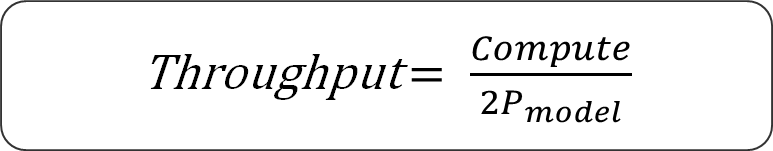 Throughput= Compute / 2P_model